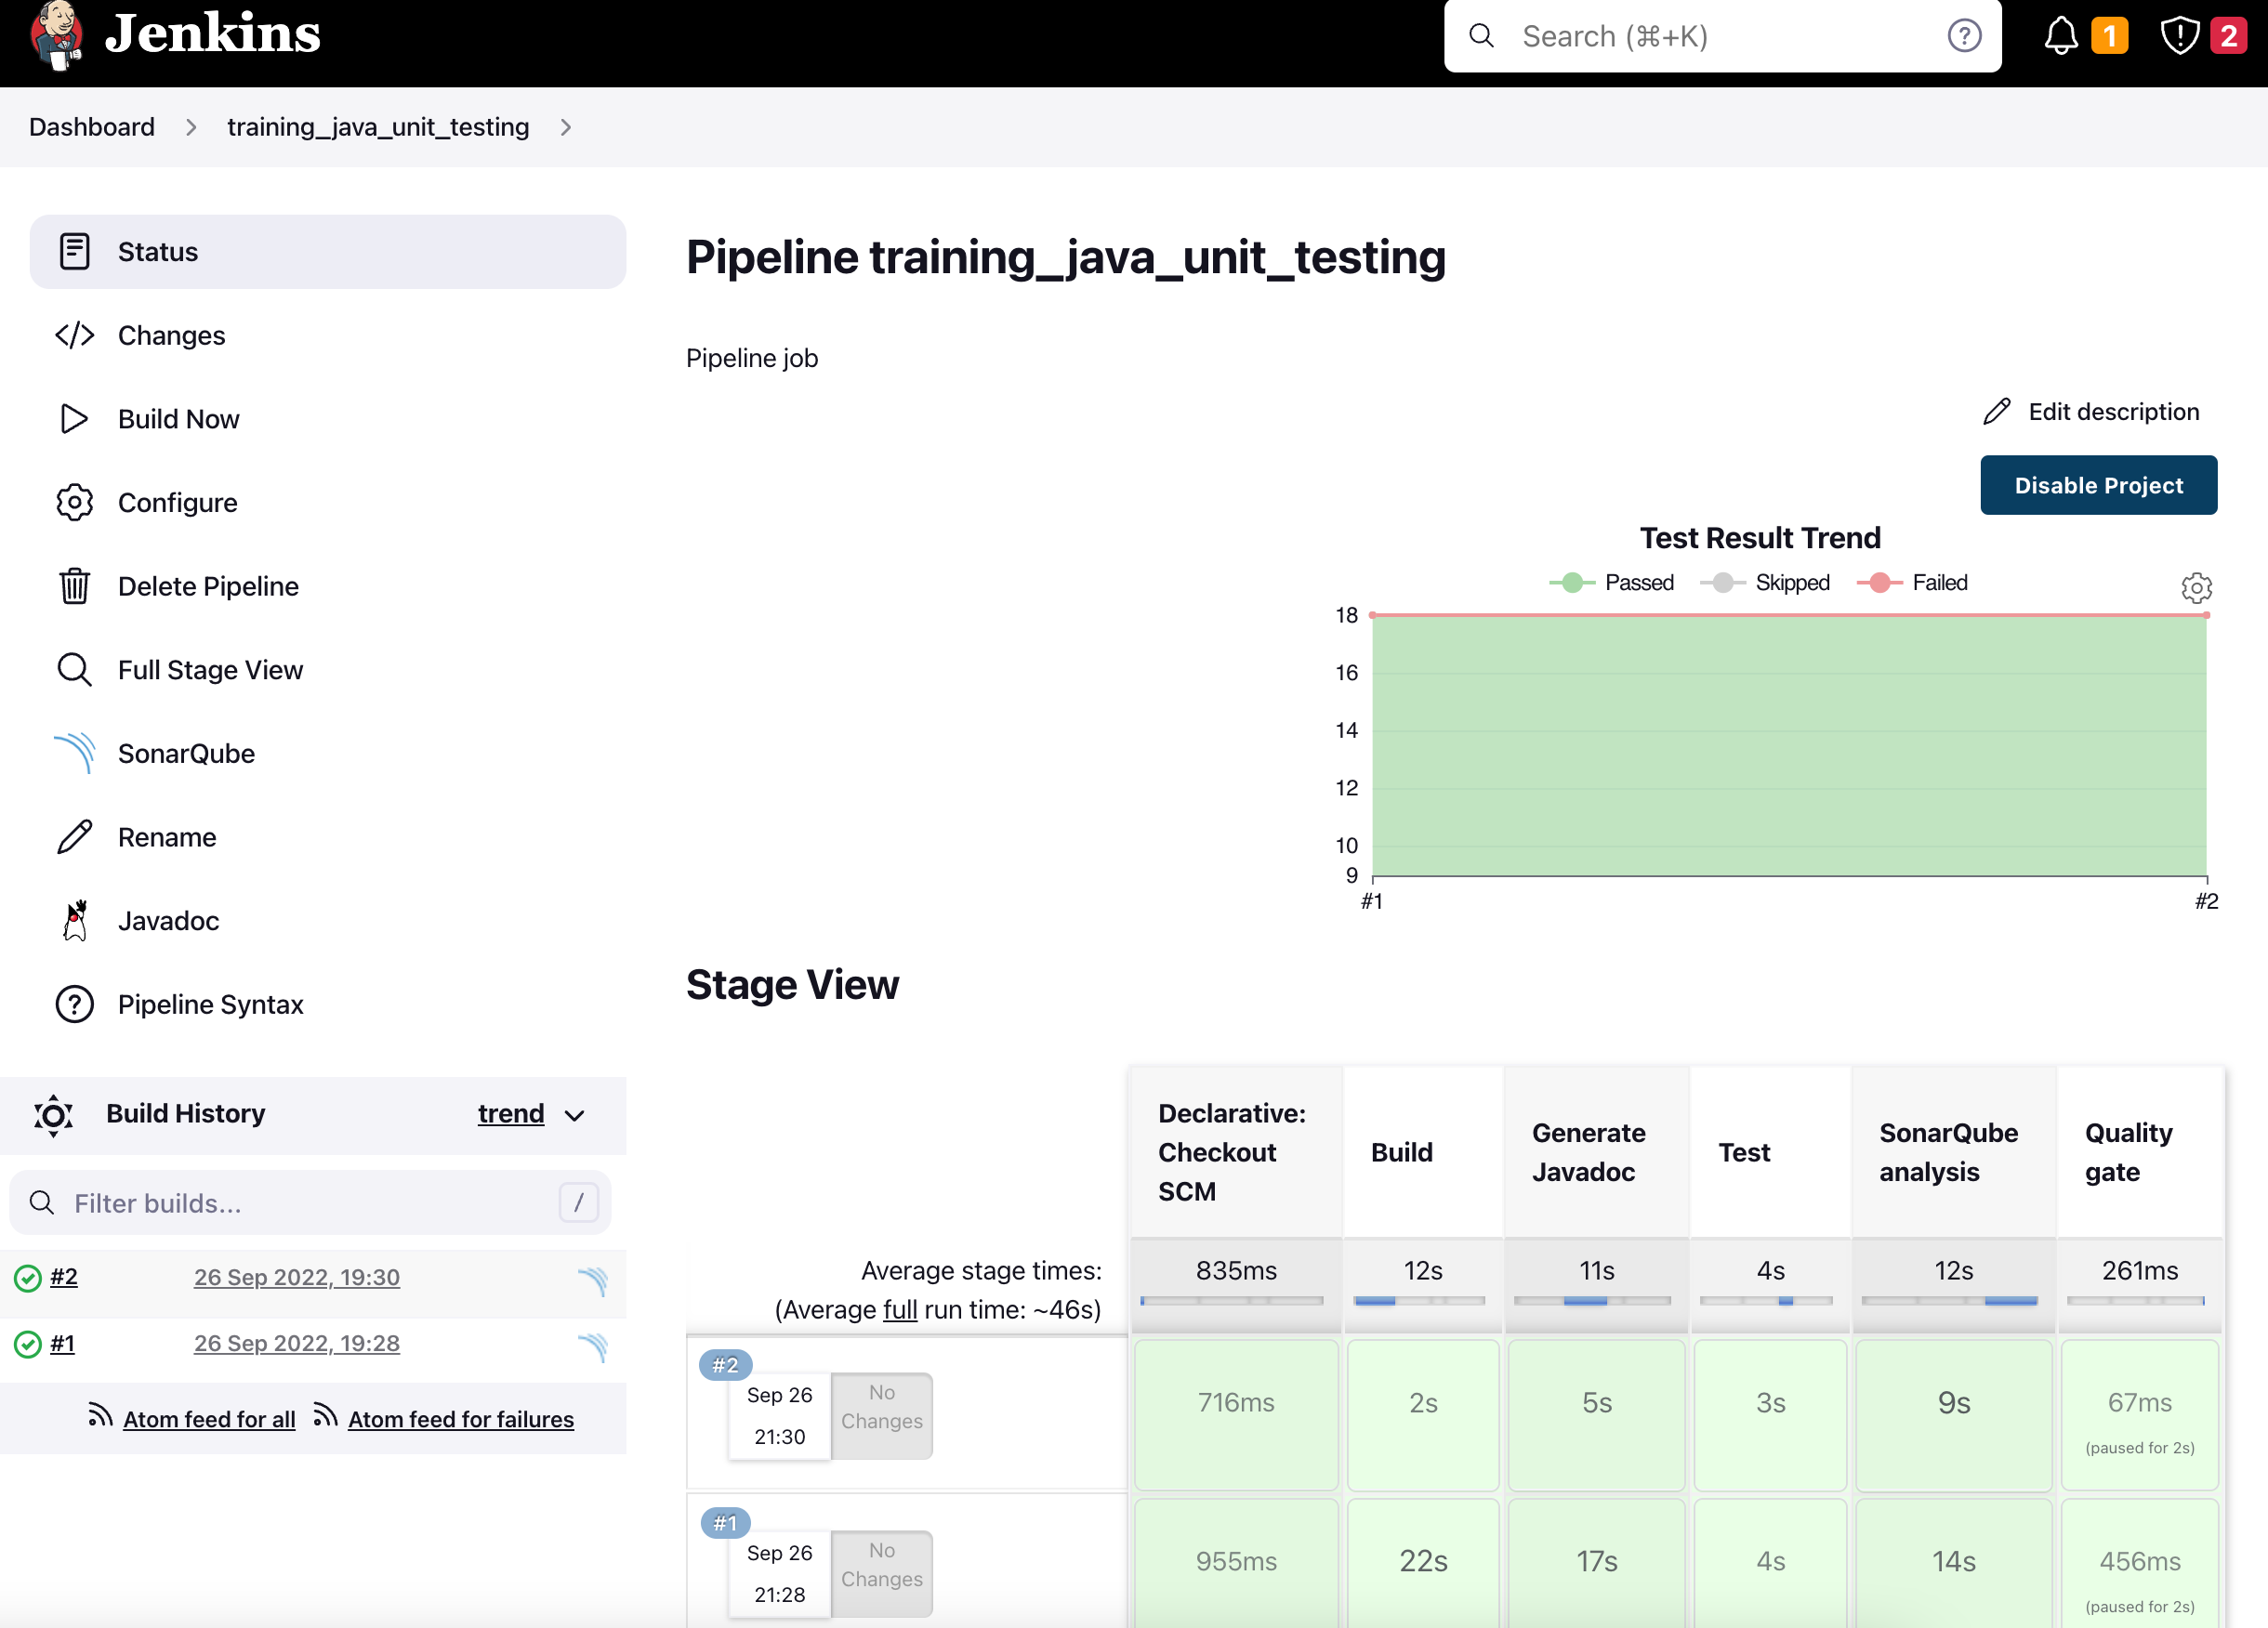 Jenkins
Search (⌘+K)
1
2
Dashboard
training_java_unit_testing
Status
Changes
Build Now
Configure
Delete Pipeline
Full Stage View
SonarQube
Rename
Javadoc
Pipeline Syntax
Build History
trend
Filter builds...
/
#2
26 Sep 2022, 19:30
#1
26 Sep 2022, 19:28
Atom feed for all
Atom feed for failures
Pipeline training_java_unit_testing
Pipeline job
Edit description
Disable Project
Test Result Trend
Passed Skipped Failed
18
16
14
12
10
9
#1
#2
Stage View
Declarative:
Checkout
SCM
Build
Generate
Javadoc
Test
SonarQube
analysis
Quality
gate
Average stage times:
(Average full run time: ~46s)
835ms
12s
11s
4s
12s
261ms
#2
Sep 26
21:30
No
Changes
716ms
2s
5s
3s
9s
67ms
(paused for 2s)
#1
Sep 26
21:28
No
Changes
955ms
22s
17s
4s
14s
456ms
(paused for 2s)